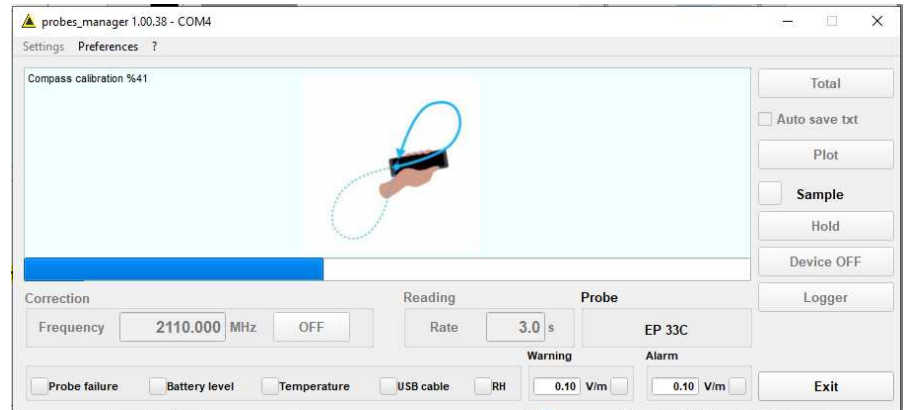 probes_manager 1.00.38 - COM4
Settings Preferences ?
Compass calibration %41
Total
Auto save txt
Plot
Sample
Hold
Device OFF
Logger
Correction
Frequency 2110.000 MHz OFF
Reading
Rate 3.0 s
Probe
EP 33C
Warning
0.10 V/m
Alarm
0.10 V/m
Probe failure Battery level Temperature USB cable RH
Exit